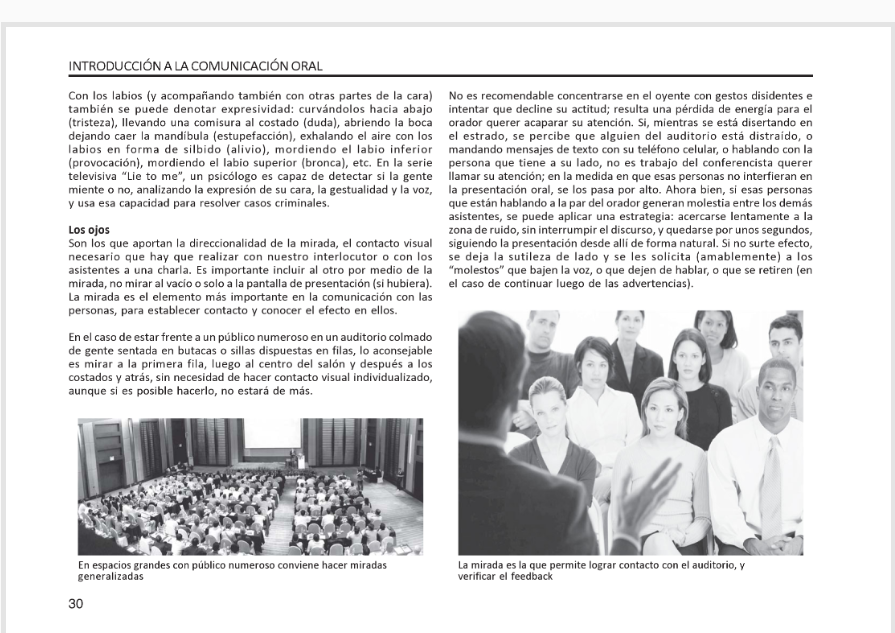 INTRODUCCIÓN A LA COMUNICACIÓN ORAL
Con los labios (y acompañando también con otras partes de la cara)
también se puede denotar expresividad: curvándolos hacia abajo
(tristeza), llevando una comisura al costado (duda), abriendo la boca
dejando caer la mandíbula (estupefacción), exhalando el aire con los
labios en forma de silbido (alivio), mordiendo el labio inferior
(provocación), mordiendo el labio superior (bronca), etc. En la serie
televisiva “Lie to me”, un psicólogo es capaz de detectar si la gente
miente o no, analizando la expresión de su cara, la gestualidad y la voz,
y usa esa capacidad para resolver casos criminales.
Los ojos
Son los que aportan la direccionalidad de la mirada, el contacto visual
necesario que hay que realizar con nuestro interlocutor o con los
asistentes a una charla. Es importante incluir al otro por medio de la
mirada, no mirar al vacío o solo a la pantalla de presentación (si hubiera).
La mirada es el elemento más importante en la comunicación con las
personas, para establecer contacto y conocer el efecto en ellos.
En el caso de estar frente a un público numeroso en un auditorio colmado
de gente sentada en butacas o sillas dispuestas en filas, lo aconsejable
es mirar a la primera fila, luego al centro del salón y después a los
costados y atrás, sin necesidad de hacer contacto visual individualizado,
aunque si es posible hacerlo, no estará de más.
En espacios grandes con público numeroso conviene hacer miradas
generalizadas
No es recomendable concentrarse en el oyente con gestos disidentes e
intentar que decline su actitud; resulta una pérdida de energía para el
orador querer acaparar su atención. Si, mientras se está disertando en
el estrado, se percibe que alguien del auditorio está distraído, o
mandando mensajes de texto con su teléfono celular, o hablando con la
persona que tiene a su lado, no es trabajo del conferencista querer
llamar su atención; en la medida en que esas personas no interfieran en
la presentación oral, se los pasa por alto. Ahora bien, si esas personas
que están hablando a la par del orador generan molestia entre los demás
asistentes, se puede aplicar una estrategia: acercarse lentamente a la
zona de ruido, sin interrumpir el discurso, y quedarse por unos segundos,
siguiendo la presentación desde allí de forma natural. Si no surte efecto,
se deja la sutileza de lado y se les solicita (amablemente) a los
“molestos” que bajen la voz, o que dejen de hablar, o que se retiren (en
el caso de continuar luego de las advertencias).
La mirada es la que permite lograr contacto con el auditorio, y
verificar el feedback
30